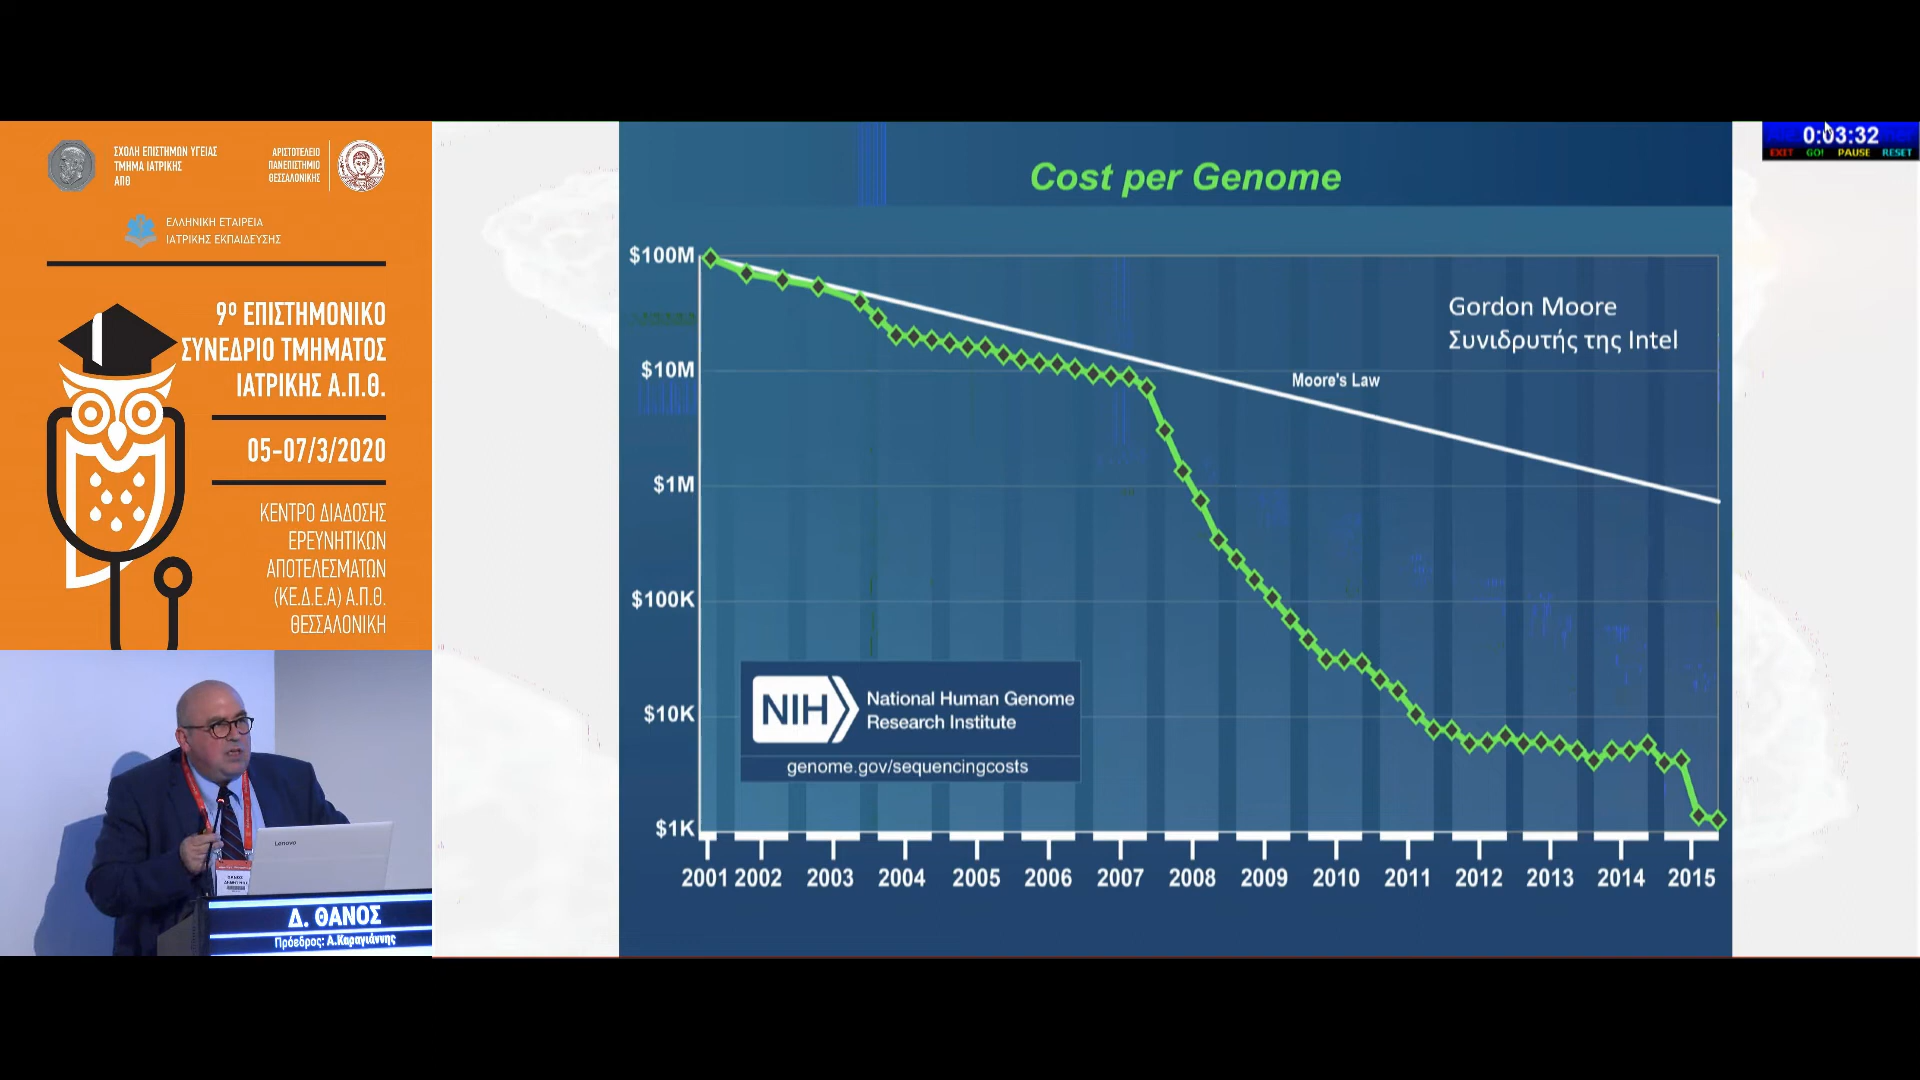 ΣΧΟΛΗ ΕΠΙΣΤΗΜΩΝ ΥΓΕΙΑΣ
ΤΜΗΜΑ ΙΑΤΡΙΚΗΣ
ΑΠΘ
ΑΡΙΣΤΟΤΕΛΕΙΟ
ΠΑΝΕΠΙΣΤΗΜΙΟ
ΘΕΣΣΑΛΟΝΙΚΗΣ
ΕΛΛΗΝΙΚΗ ΕΤΑΙΡΕΙΑ
ΙΑΤΡΙΚΗΣ ΕΚΠΑΙΔΕΥΣΗΣ
9º ΕΠΙΣΤΗΜΟΝΙΚΟ
ΣΥΝΕΔΡΙΟ ΤΜΗΜΑΤΟΣ
ΙΑΤΡΙΚΗΣ Α.Π.Θ.
05-07/3/2020
ΚΕΝΤΡΟ ΔΙΑΔΟΣΗΣ
ΕΡΕΥΝΗΤΙΚΩΝ
ΑΠΟΤΕΛΕΣΜΑΤΩΝ
(ΚΕ.Δ.Ε.Α) Α.Π.Θ.
ΘΕΣΣΑΛΟΝΙΚΗ
Lenovo
Δ. ΘΑΝΟΣ
Πρόεδρος: Α.Καραγιάννης
Cost per Genome
$100M
$10M
$1M
$100K
$10K
$1K
Gordon Moore
Συνιδρυτής της Intel
Moore's Law
NIH
National Human Genome
Research Institute
genome.gov/sequencingcosts
2001 2002 2003 2004 2005 2006 2007 2008 2009 2010 2011 2012 2013 2014 2015
0:03:32
EXIT GO! PAUSE RESET